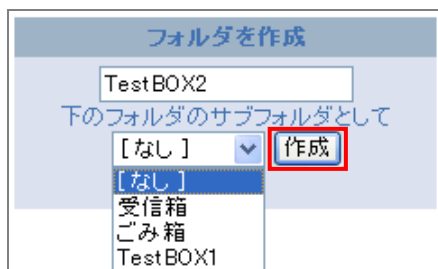 フォルダを作成
TestBOX2
下のフォルダのサブフォルダとして
[なし] 作成
[なし]
受信箱
ごみ箱
TestBOX1